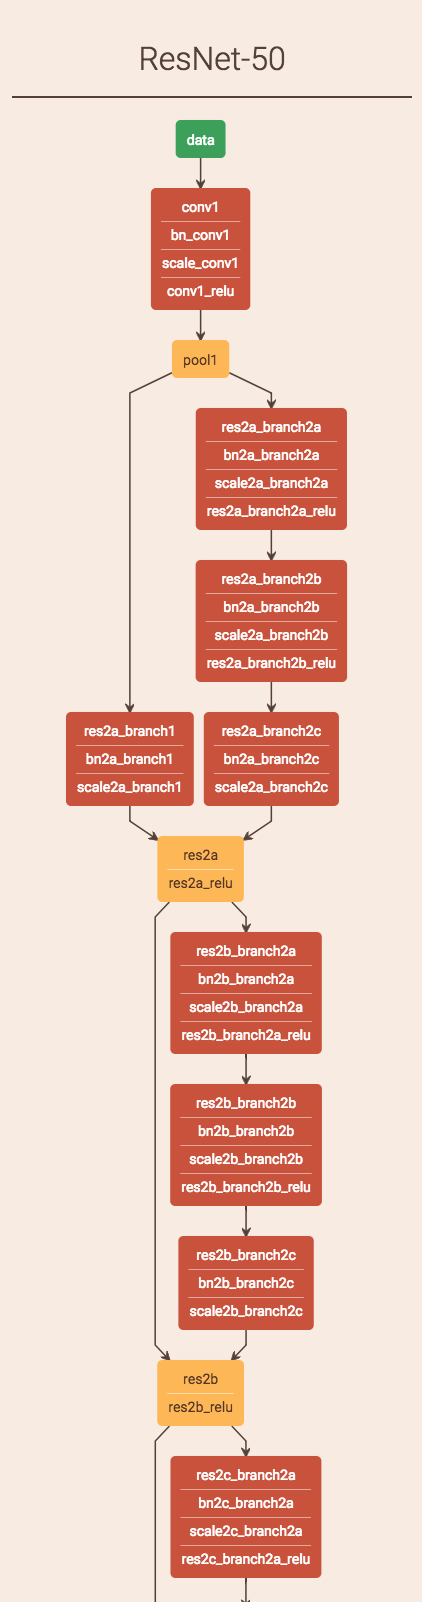 ResNet-50
data
conv1
bn_conv1
scale_conv1
conv1_relu
pool1
res2a_branch2a
bn2a_branch2a
scale2a_branch2a
res2a_branch2a_relu
res2a_branch2b
bn2a_branch2b
scale2a_branch2b
res2a_branch2b_relu
res2a_branch1
bn2a_branch1
scale2a_branch1
res2a_branch2c
bn2a_branch2c
scale2a_branch2c
res2a
res2a_relu
res2b_branch2a
bn2b_branch2a
scale2b_branch2a
res2b_branch2a_relu
res2b_branch2b
bn2b_branch2b
scale2b_branch2b
res2b_branch2b_relu
res2b_branch2c
bn2b_branch2c
scale2b_branch2c
res2b
res2b_relu
res2c_branch2a
bn2c_branch2a
scale2c_branch2a
res2c_branch2a_relu